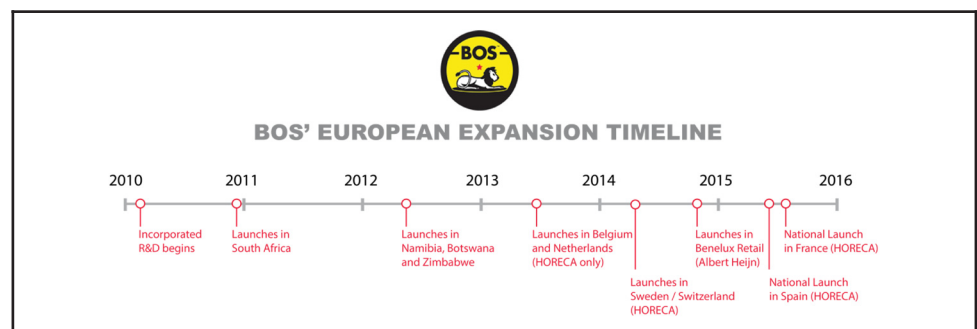 BOS
BOS' EUROPEAN EXPANSION TIMELINE
2010 2011 2012 2013 2014 2015 2016
Incorporated
R&D begins
Launches in
South Africa
Launches in
Namibia, Botswana
and Zimbabwe
Launches in Belgium
and Netherlands
(HORECA only)
Launches in
Sweden / Switzerland
(HORECA)
Launches in
Benelux Retail
(Albert Heijn)
National Launch
in Spain (HORECA)
National Launch
in France (HORECA)